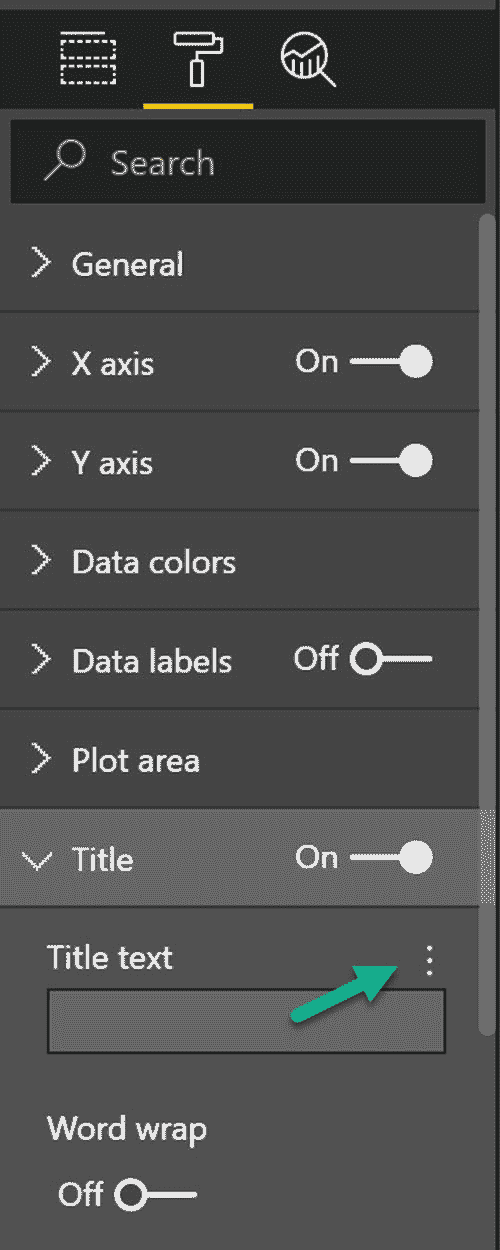 Search
General
X axis On
Y axis On
Data colors
Data labels Off
Plot area
Title On
Title text
Word wrap
Off